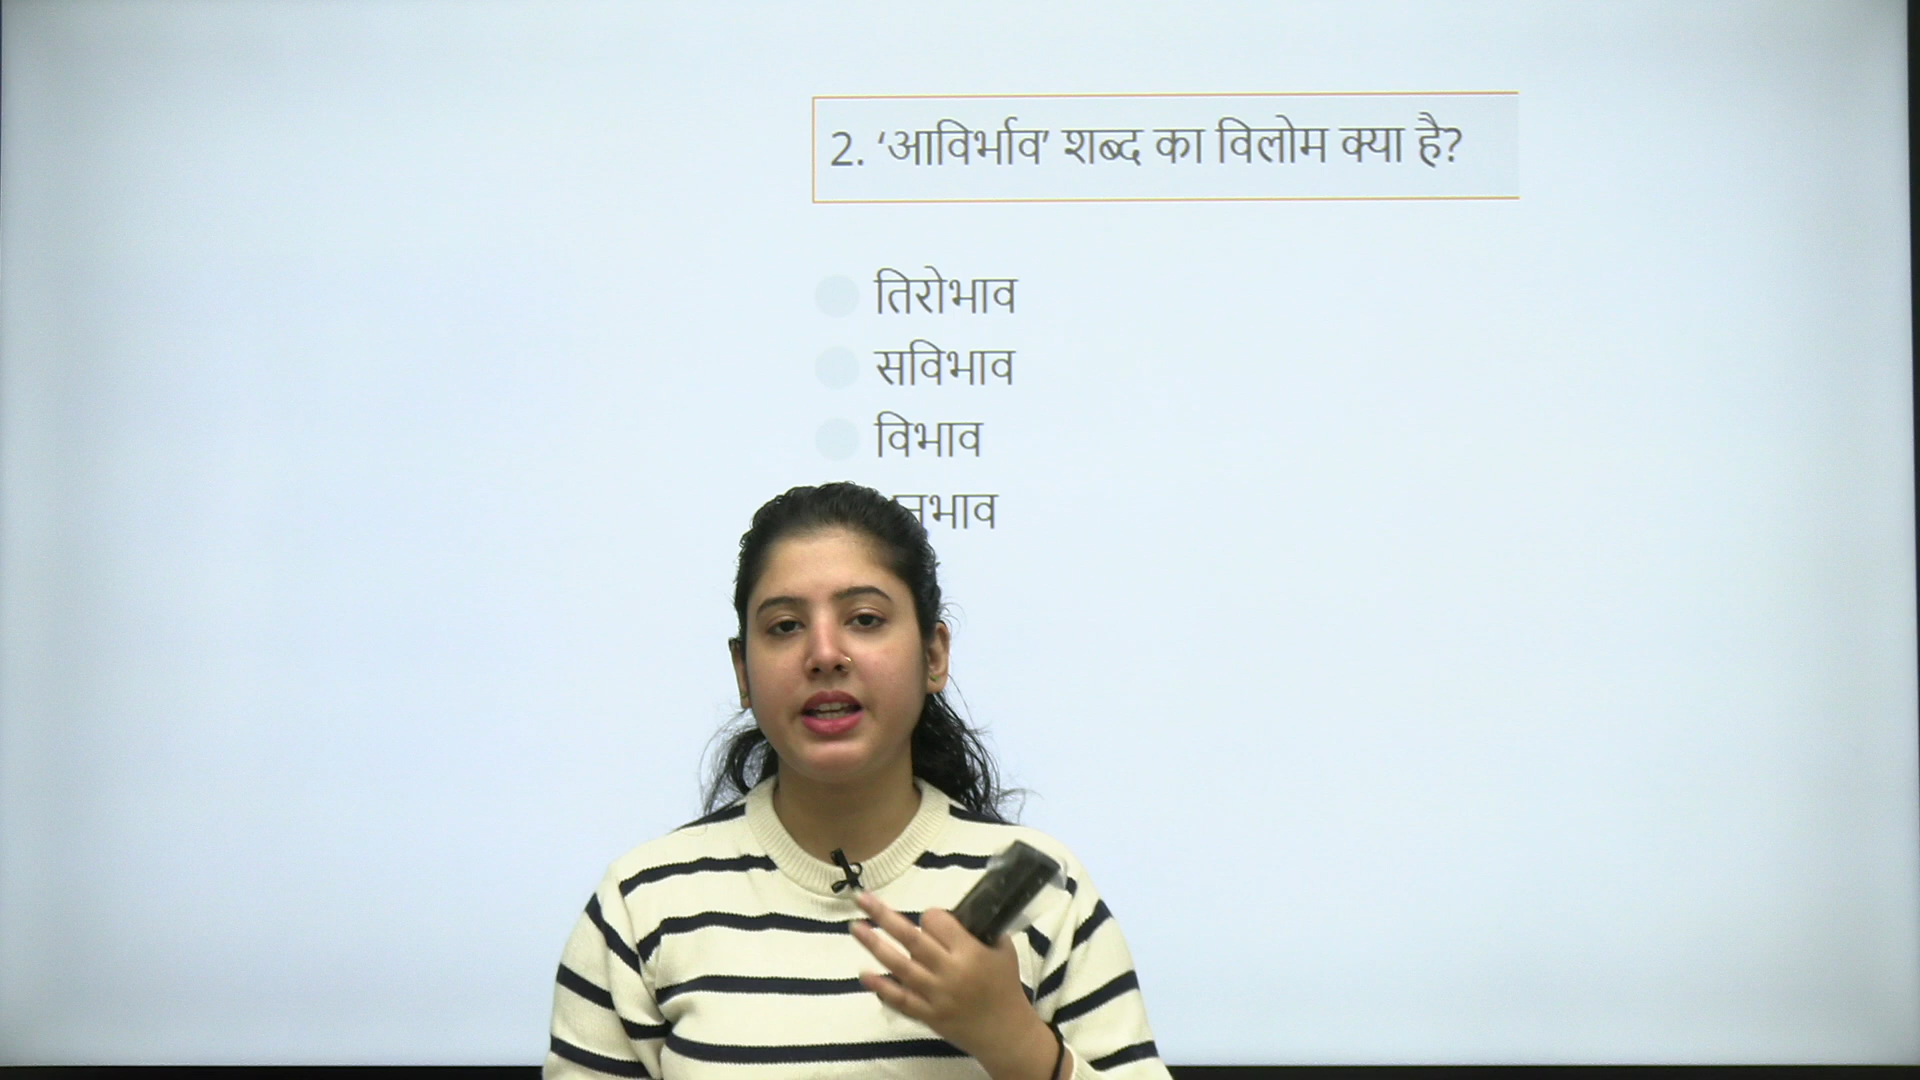 2. ‘आविर्भाव’ शब्द का विलोम क्या है?
तिरोभाव
सविभाव
विभाव